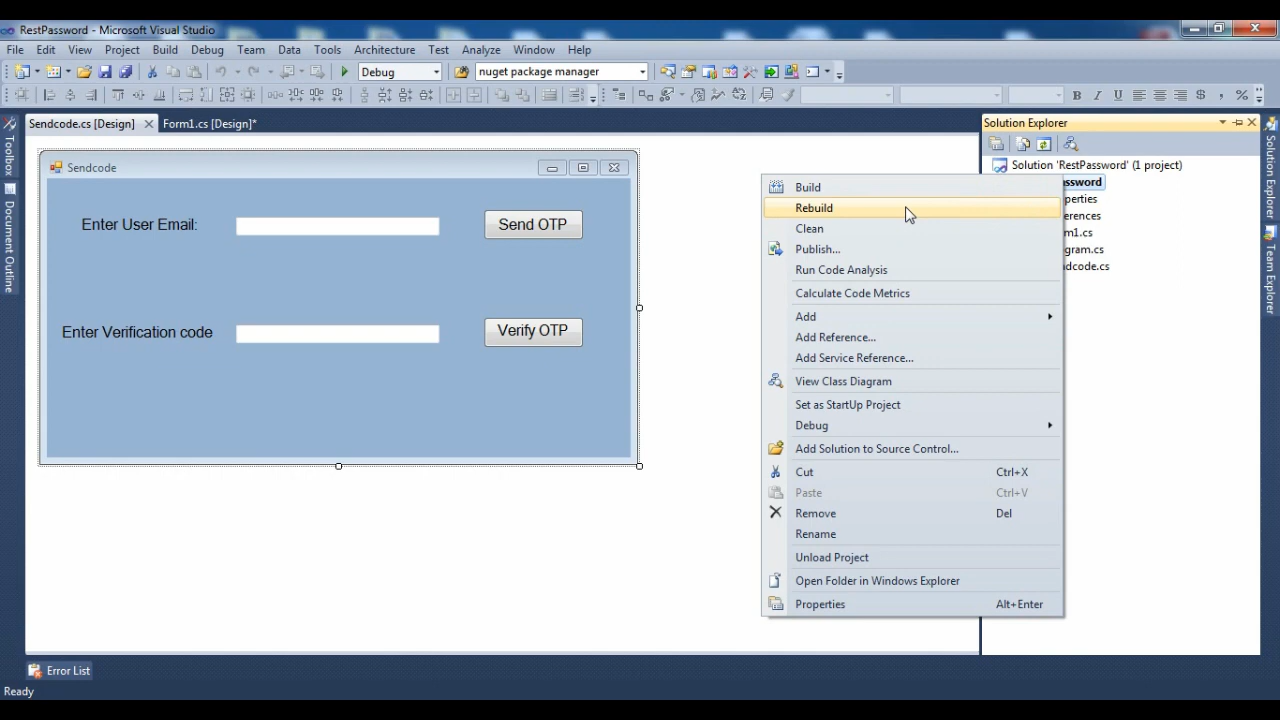 RestPassword - Microsoft Visual Studio
File Edit View Project Build Debug Team Data Tools Architecture Test Analyze Window Help
Debug nuget package manager
Sendcode.cs [Design] Form1.cs [Design]*
Toolbox
Document Outline
Sendcode
Enter User Email: Send OTP
Enter Verification code Verify OTP
Build
Rebuild
Clean
Publish...
Run Code Analysis
Calculate Code Metrics
Add
Add Reference...
Add Service Reference...
View Class Diagram
Set as StartUp Project
Debug
Add Solution to Source Control...
Cut Ctrl+X
Paste Ctrl+V
Remove Del
Rename
Unload Project
Open Folder in Windows Explorer
Properties Alt+Enter
Solution Explorer
Solution 'RestPassword' (1 project)
ssword
perties
erences
m1.cs
gram.cs
dcode.cs
Solution Explorer
Team Explorer
Error List
Ready